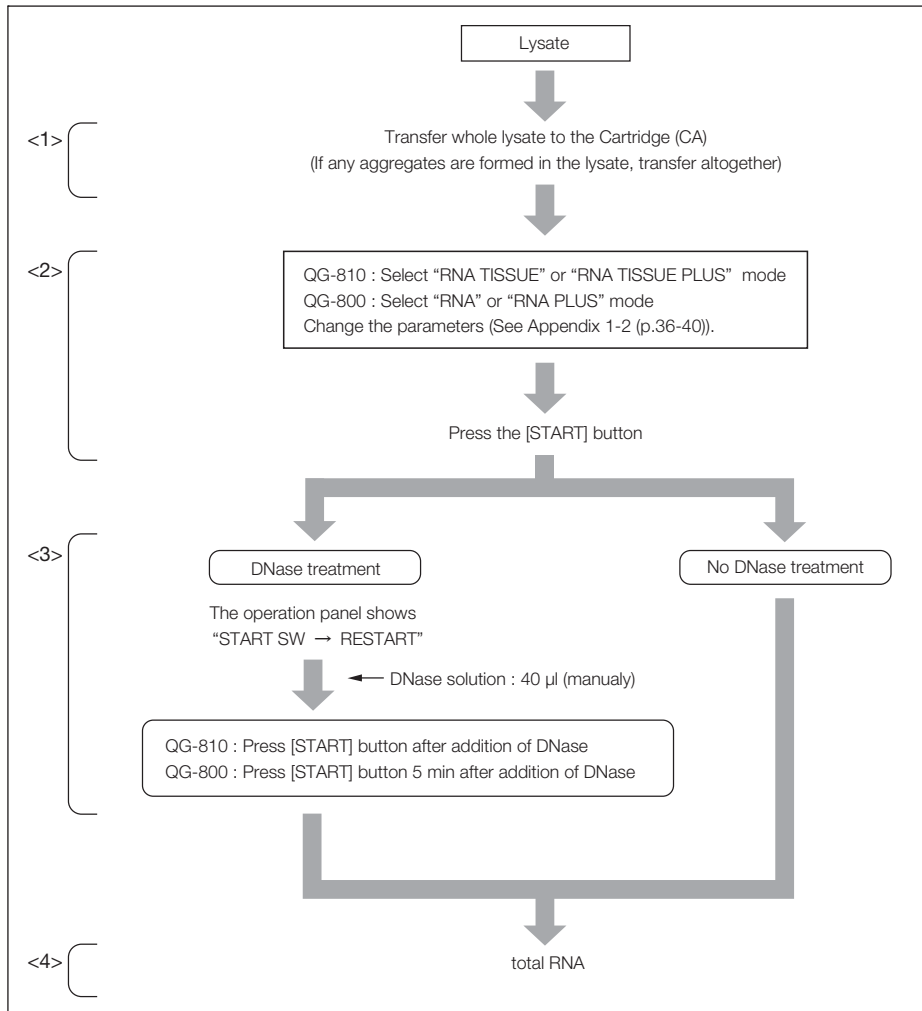 Lysate
<1>
Transfer whole lysate to the Cartridge (CA)
(If any aggregates are formed in the lysate, transfer altogether)
<2>
QG-810 : Select “RNA TISSUE” or “RNA TISSUE PLUS” mode
QG-800 : Select “RNA” or “RNA PLUS” mode
Change the parameters (See Appendix 1-2 (p.36-40)).
Press the [START] button
<3>
DNase treatment
No DNase treatment
The operation panel shows
“START SW → RESTART”
DNase solution : 40 µl (manualy)
QG-810 : Press [START] button after addition of DNase
QG-800 : Press [START] button 5 min after addition of DNase
<4>
total RNA